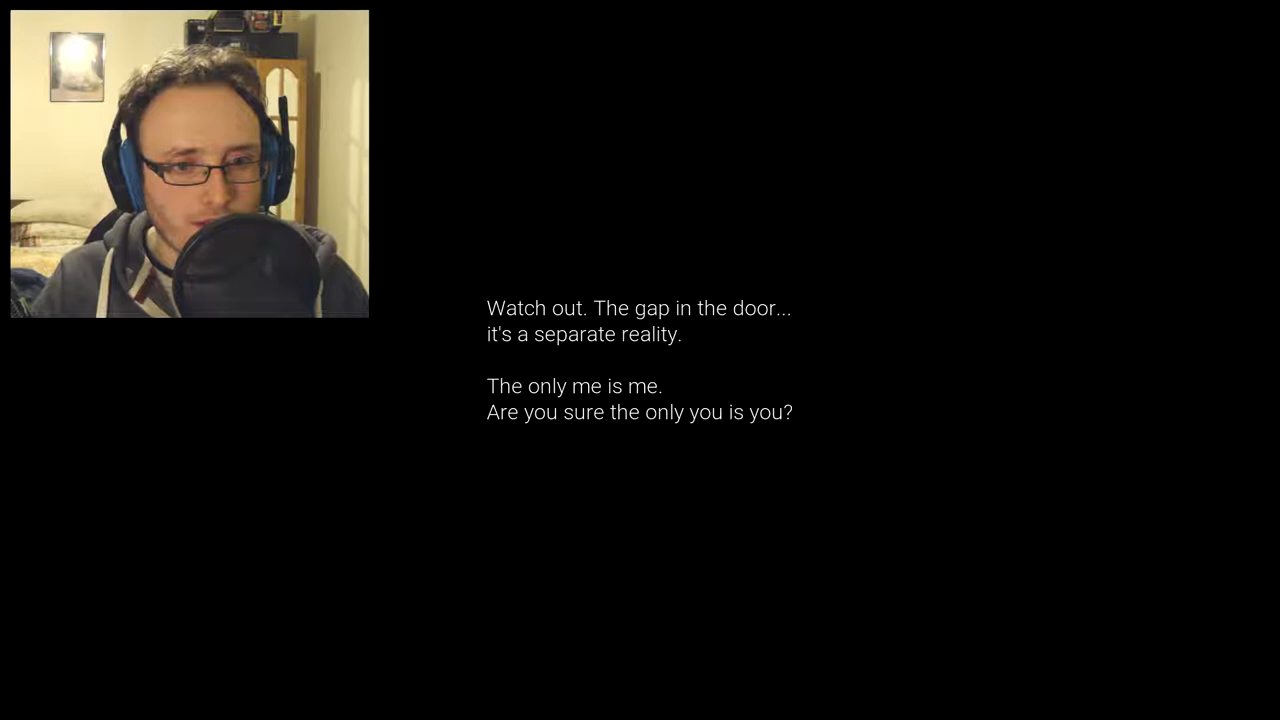 Watch out. The gap in the door...
it's a separate reality.
The only me is me.
Are you sure the only you is you?